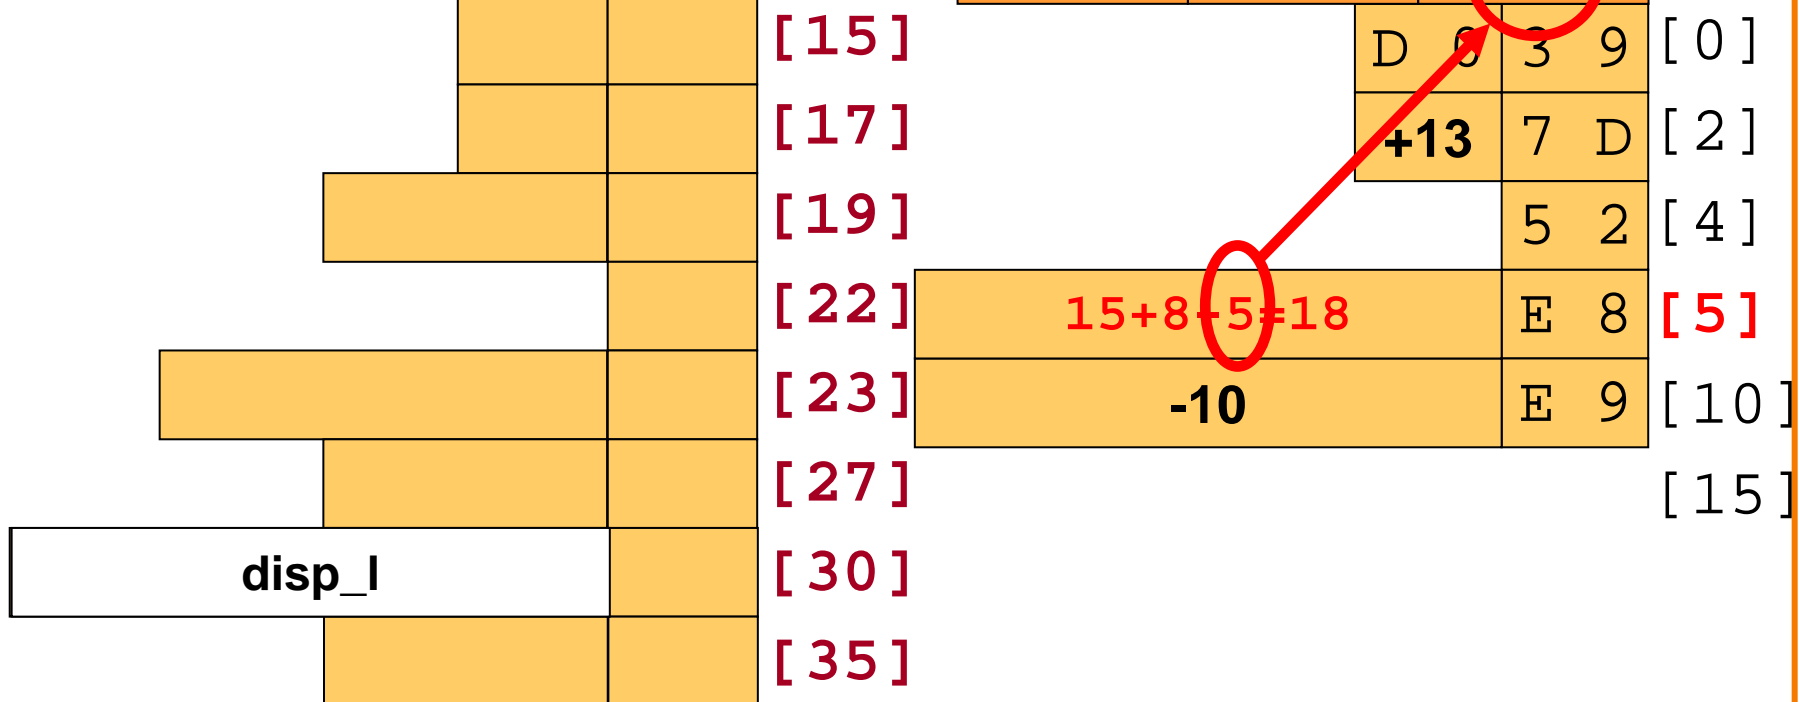 [15]
[17]
[19]
[22]
[23]
[27]
disp_l [30]
[35]
D 0 3 9 [0]
+13 7 D [2]
5 2 [4]
15+8-5=18 E 8 [5]
-10 E 9 [10]
[15]